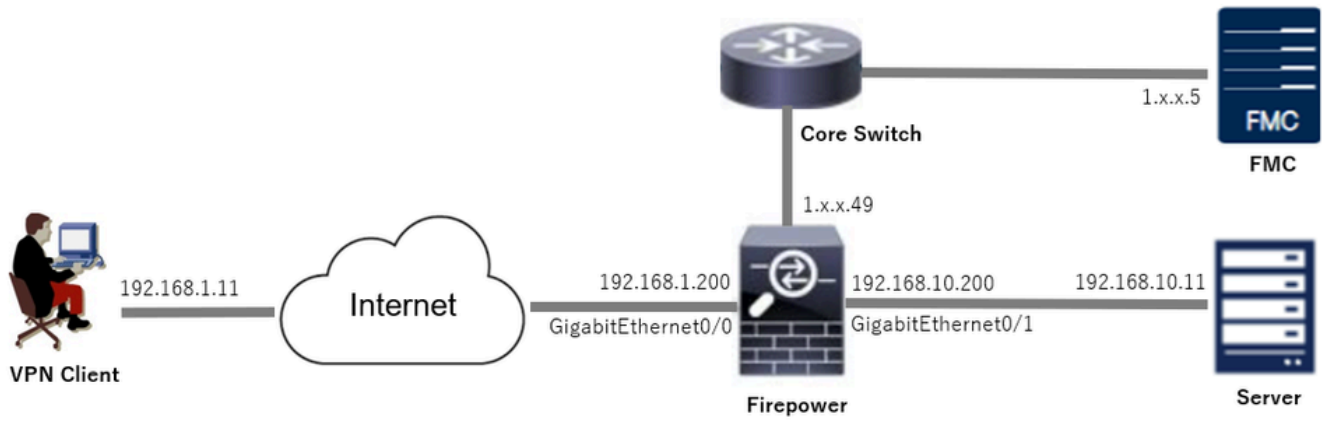 1.x.x.5
FMC
Core Switch
FMC
1.x.x.49
192.168.1.11
Internet
192.168.1.200
192.168.10.200
192.168.10.11
GigabitEthernet0/0
GigabitEthernet0/1
VPN Client
Firepower
Server